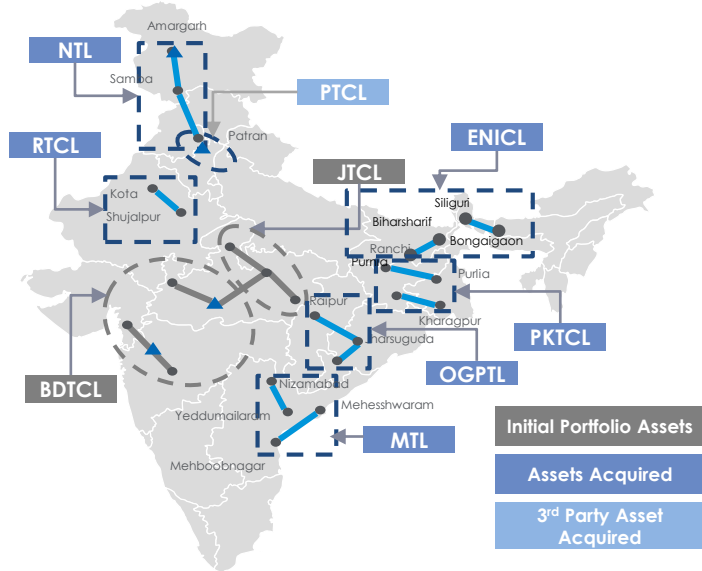 Amargarh
NTL
Samba
PTCL
Patran
RTCL
ENICL
JTCL
Kota
Shujalpur
Siliguri
Biharsharif
Bongaigaon
Ranchi
Purnia
Purlia
Raipur
Kharagpur
PKTCL
Jharsuguda
OGPTL
BDTCL
Nizamabad
Yeddumailaram
Mehesshwaram
MTL
Mehboobnagar
Initial Portfolio Assets
Assets Acquired
3rd Party Asset
Acquired